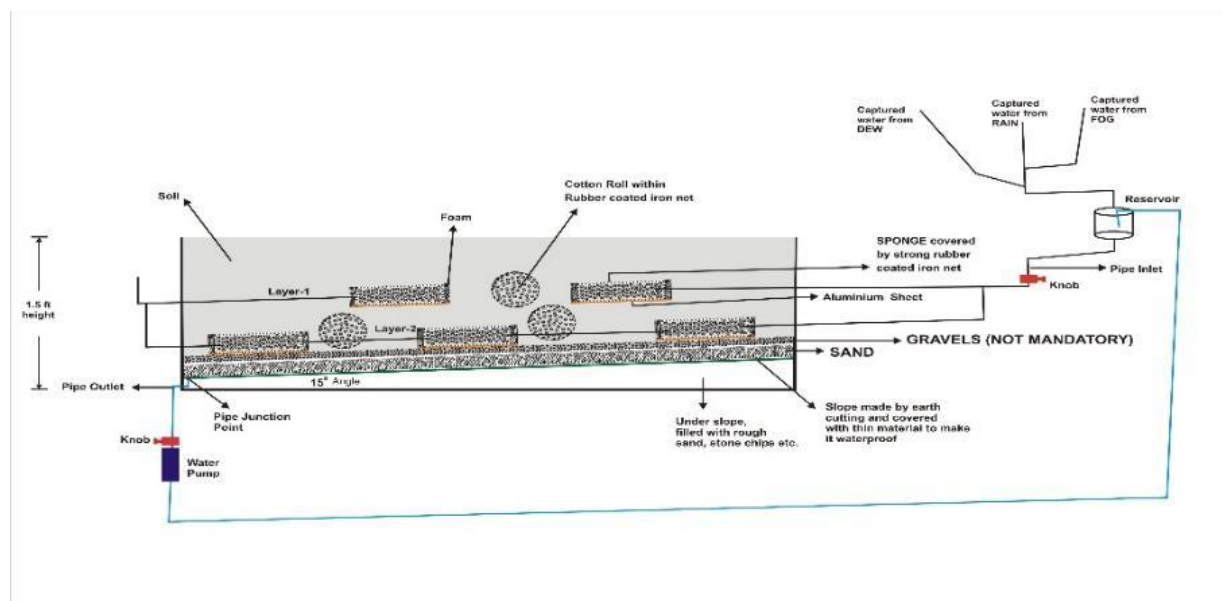 Captured
water from
DEW
Captured
water from
RAIN
Captured
water from
FOG
Reservoir
Soil
Cotton Roll within
Rubber coated iron net
Foam
SPONGE covered
by strong rubber
coated iron net
Pipe Inlet
Knob
Layer-1
Aluminium Sheet
1.5 ft
height
Layer-2
GRAVELS (NOT MANDATORY)
SAND
Pipe Outlet
15° Angle
Pipe Junction
Point
Under slope,
filled with rough
sand, stone chips etc.
Slope made by earth
cutting and covered
with thin material to make
it waterproof
Knob
Water
Pump